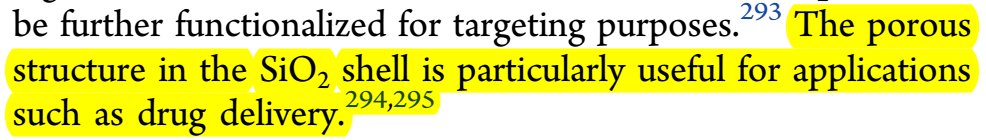 be further functionalized for targeting purposes.293 The porous
structure in the SiO2 shell is particularly useful for applications
such as drug delivery.294,295